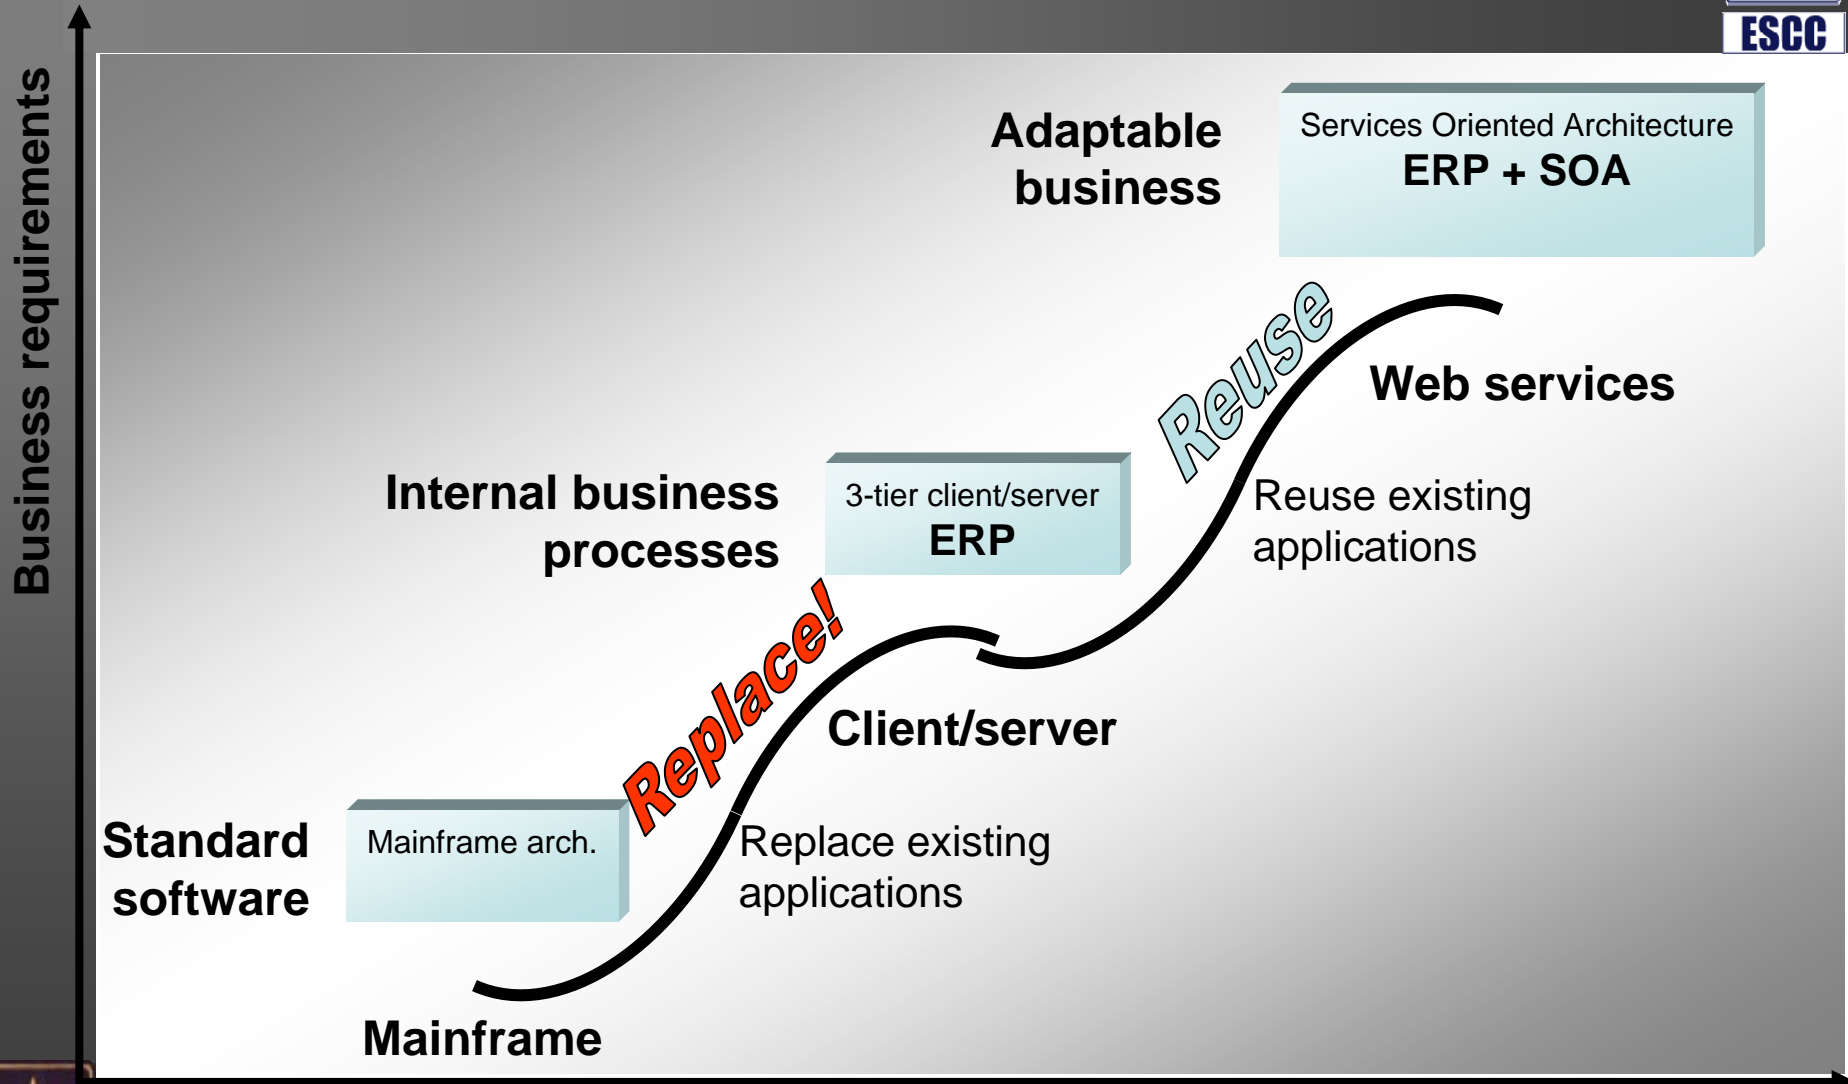 ESCC
Business requirements
Adaptable
business
Services Oriented Architecture
ERP + SOA
Reuse
Web services
Internal business
processes
3-tier client/server
ERP
Reuse existing
applications
Replace!
Client/server
Standard
software
Mainframe arch.
Replace existing
applications
Mainframe